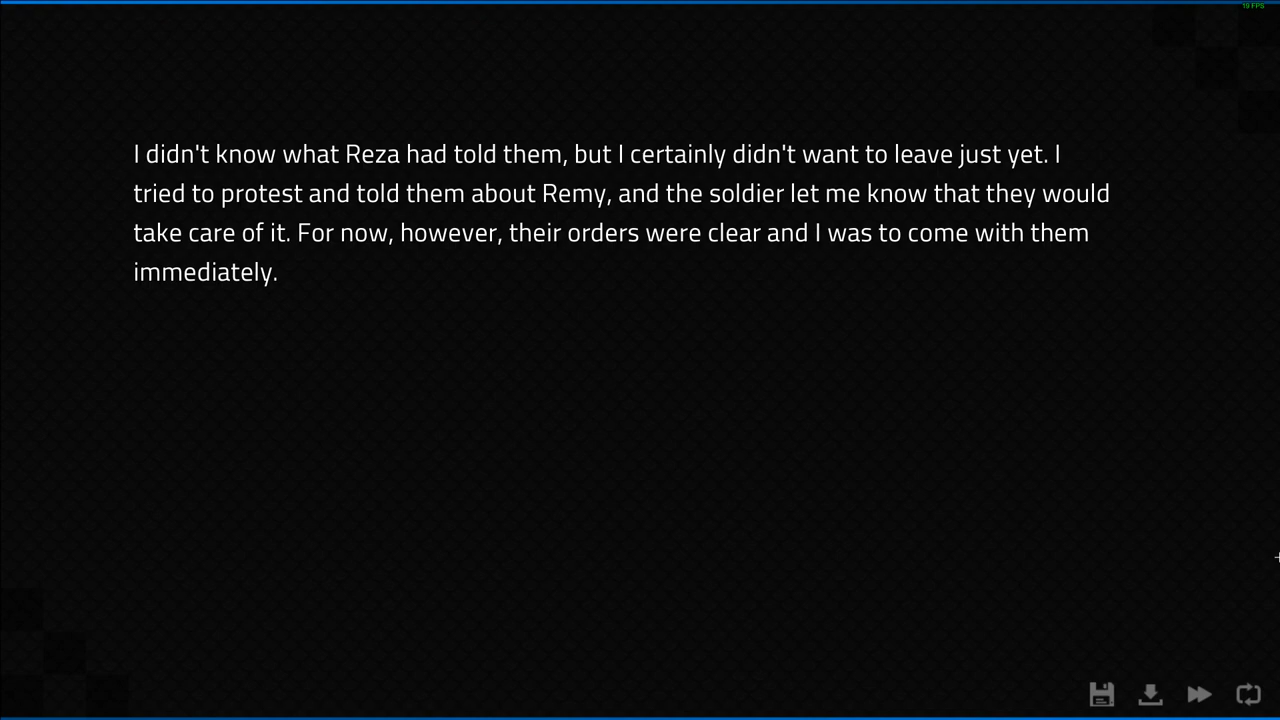 19 FPS
I didn't know what Reza had told them, but I certainly didn't want to leave just yet. I
tried to protest and told them about Remy, and the soldier let me know that they would
take care of it. For now, however, their orders were clear and I was to come with them
immediately.